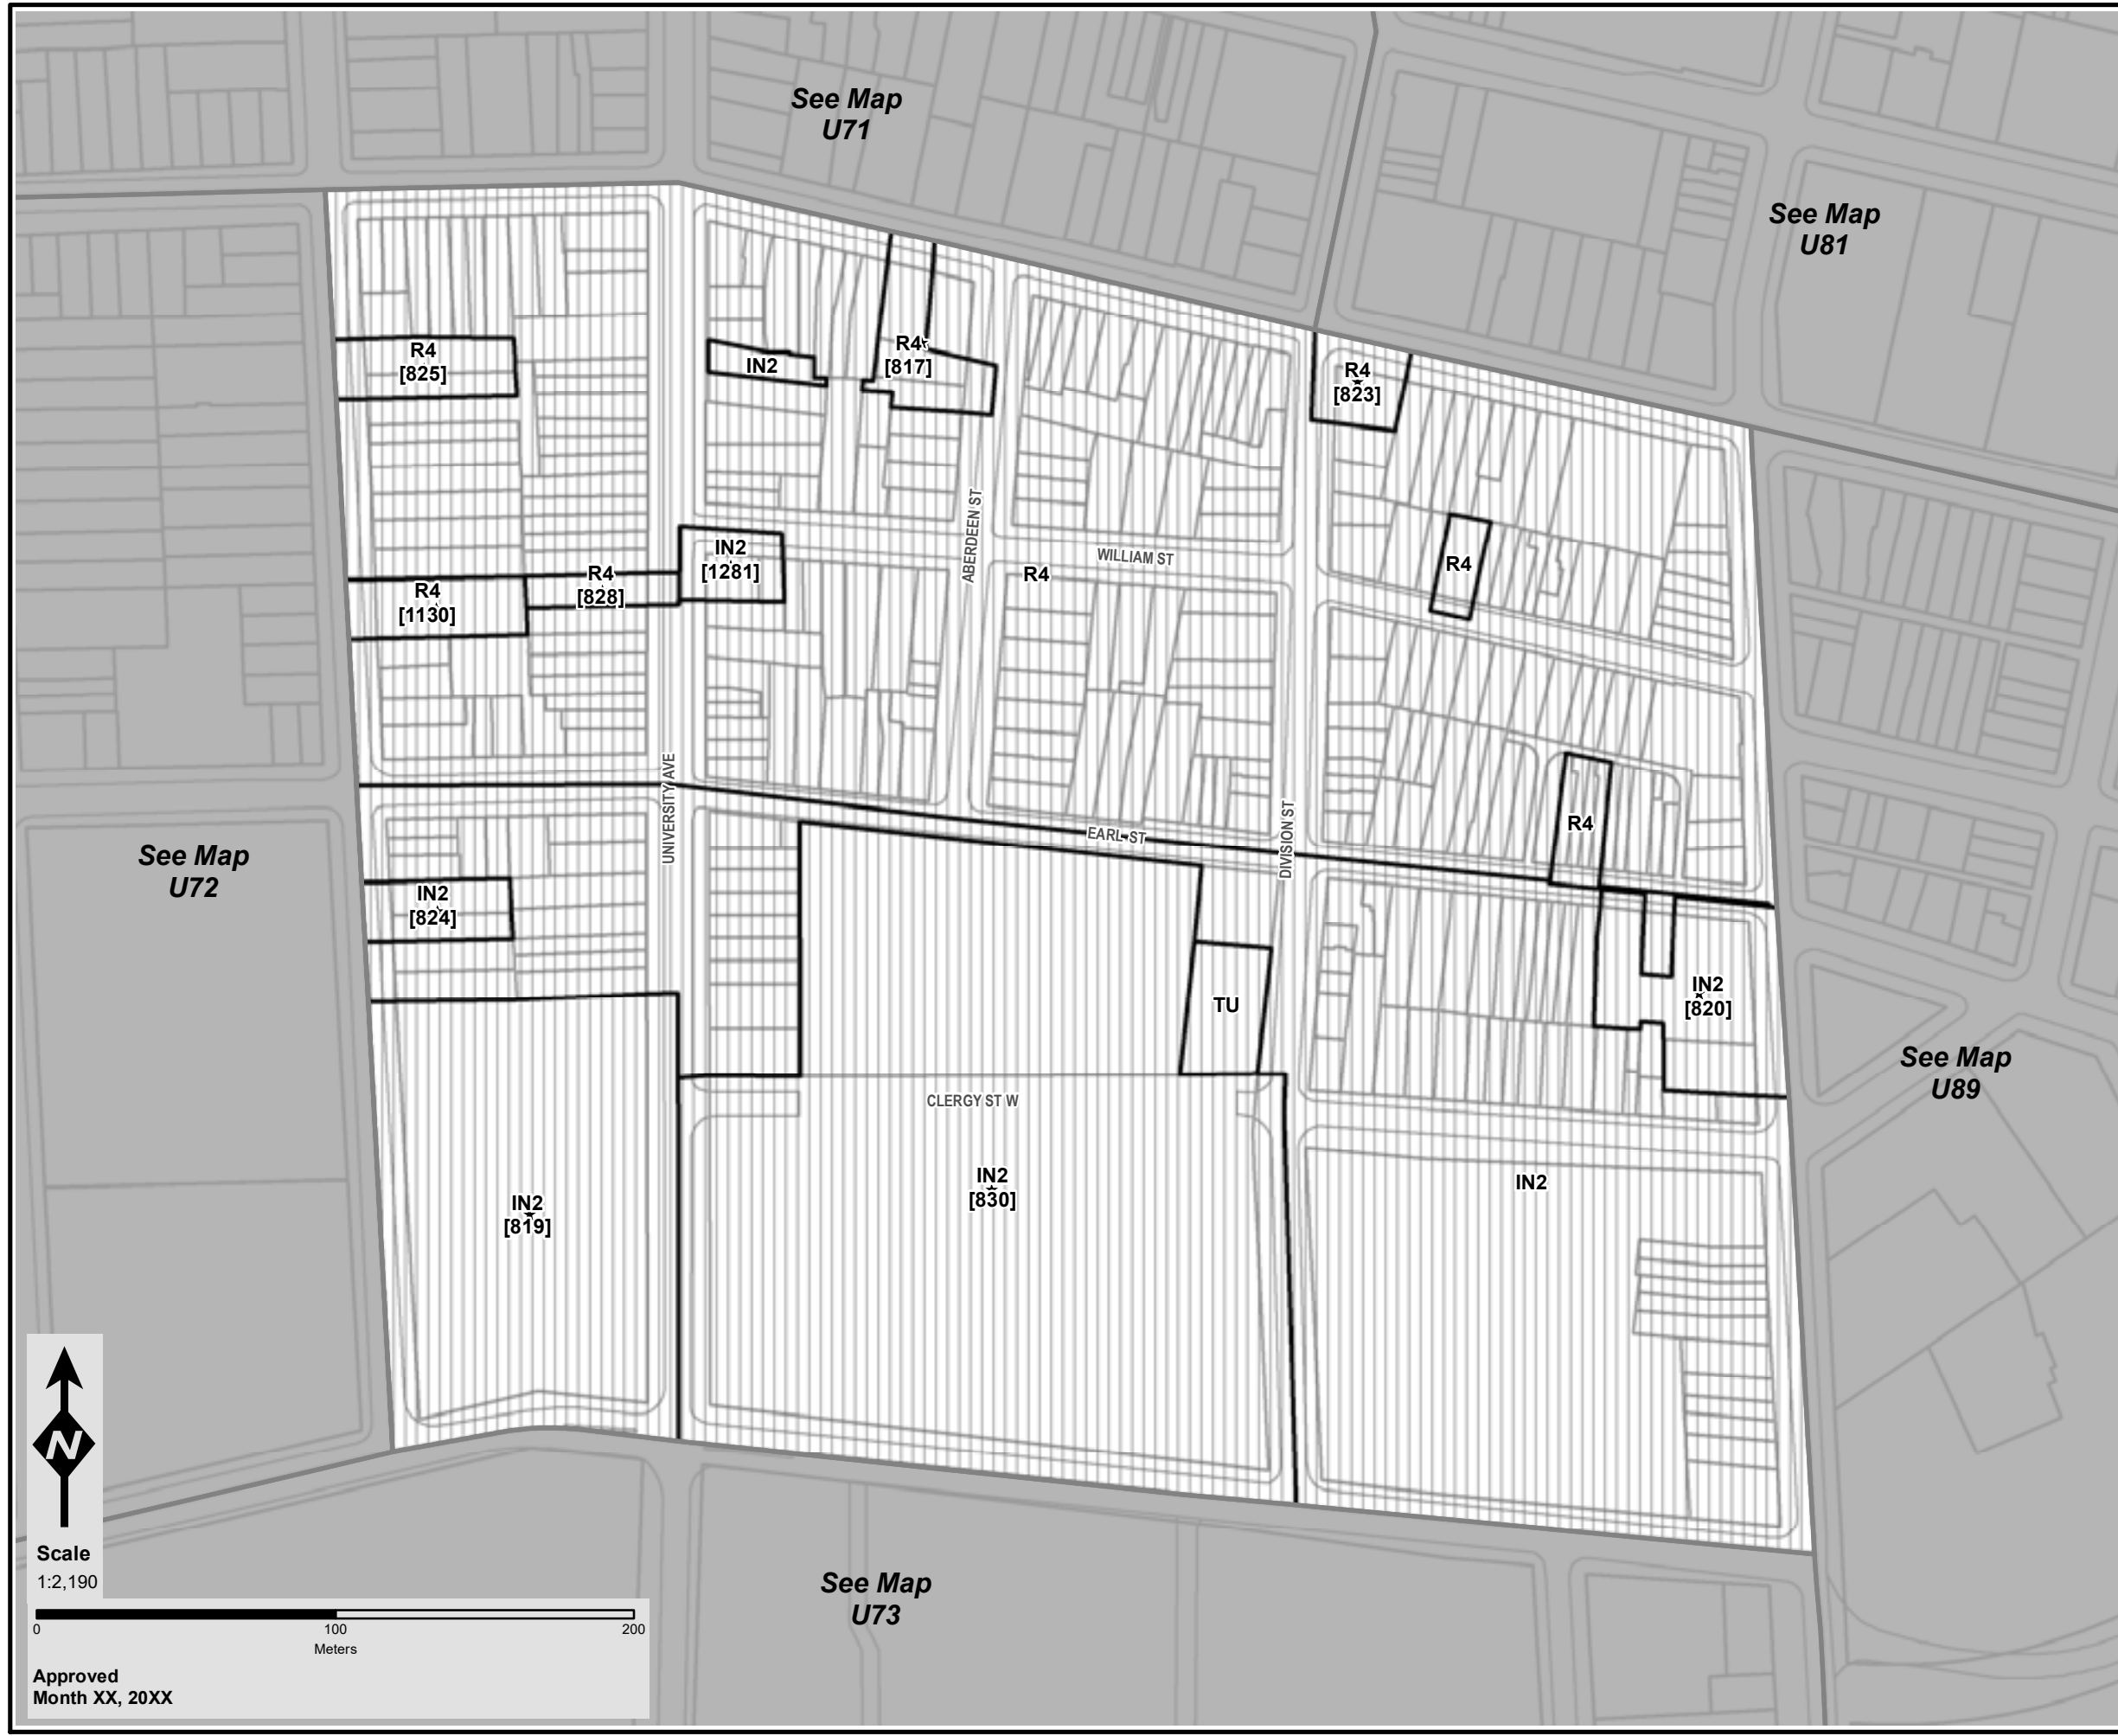 See Map
U71
See Map
U81
R4
[825]
IN2
R4
[817]
R4
[823]
ABERDEEN ST
WILLIAM ST
IN2
[1281]
R4
R4
R4
[828]
R4
[1130]
UNIVERSITY AVE
EARL ST
DIVISION ST
R4
See Map
U72
IN2
[824]
TU
IN2
[820]
See Map
U89
CLERGY ST W
IN2
[819]
IN2
[830]
IN2
N
Scale
1:2,190
0 100 200
Meters
Approved
Month XX, 20XX
See Map
U73